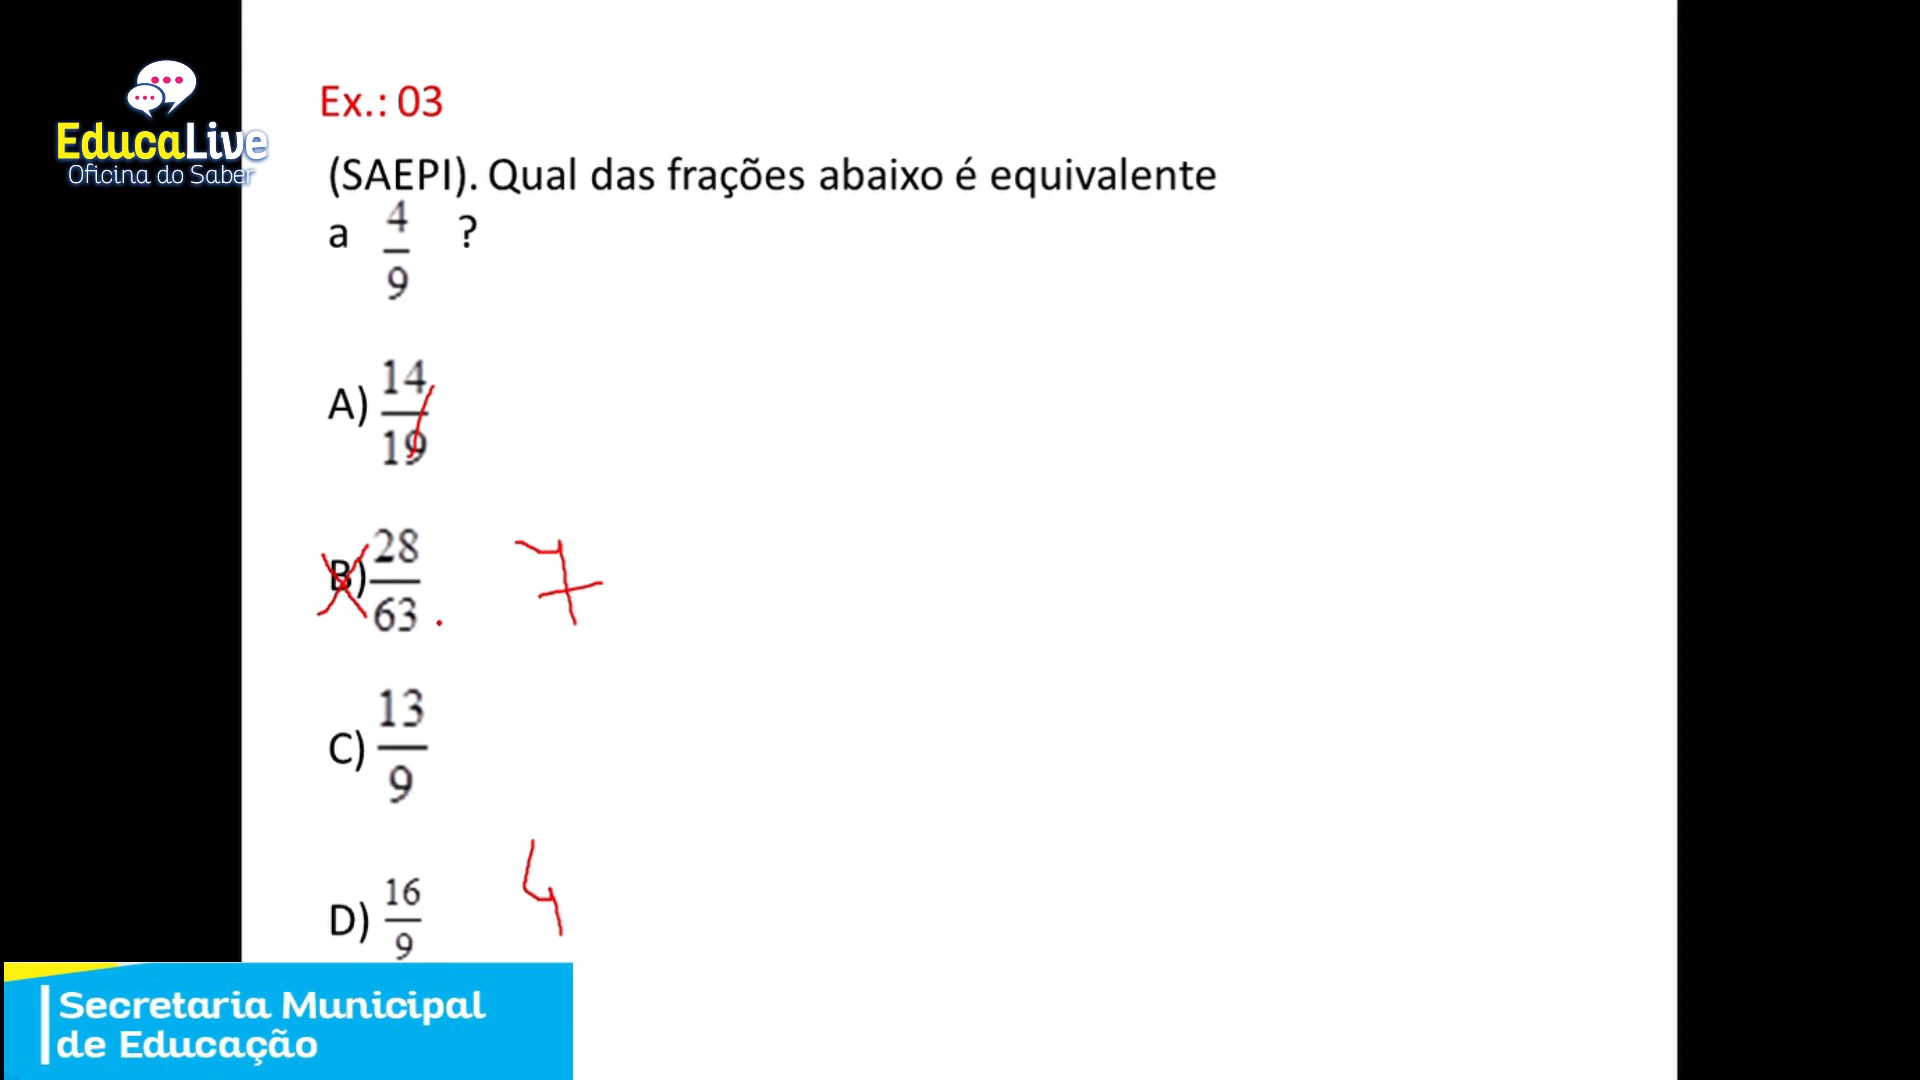 EducaLive
Oficina do Saber
Ex.: 03
(SAEPI). Qual das frações abaixo é equivalente
a 4/9 ?
A) 14/19
B) 28/63 . 7
C) 13/9
D) 16/9 4
Secretaria Municipal
de Educação